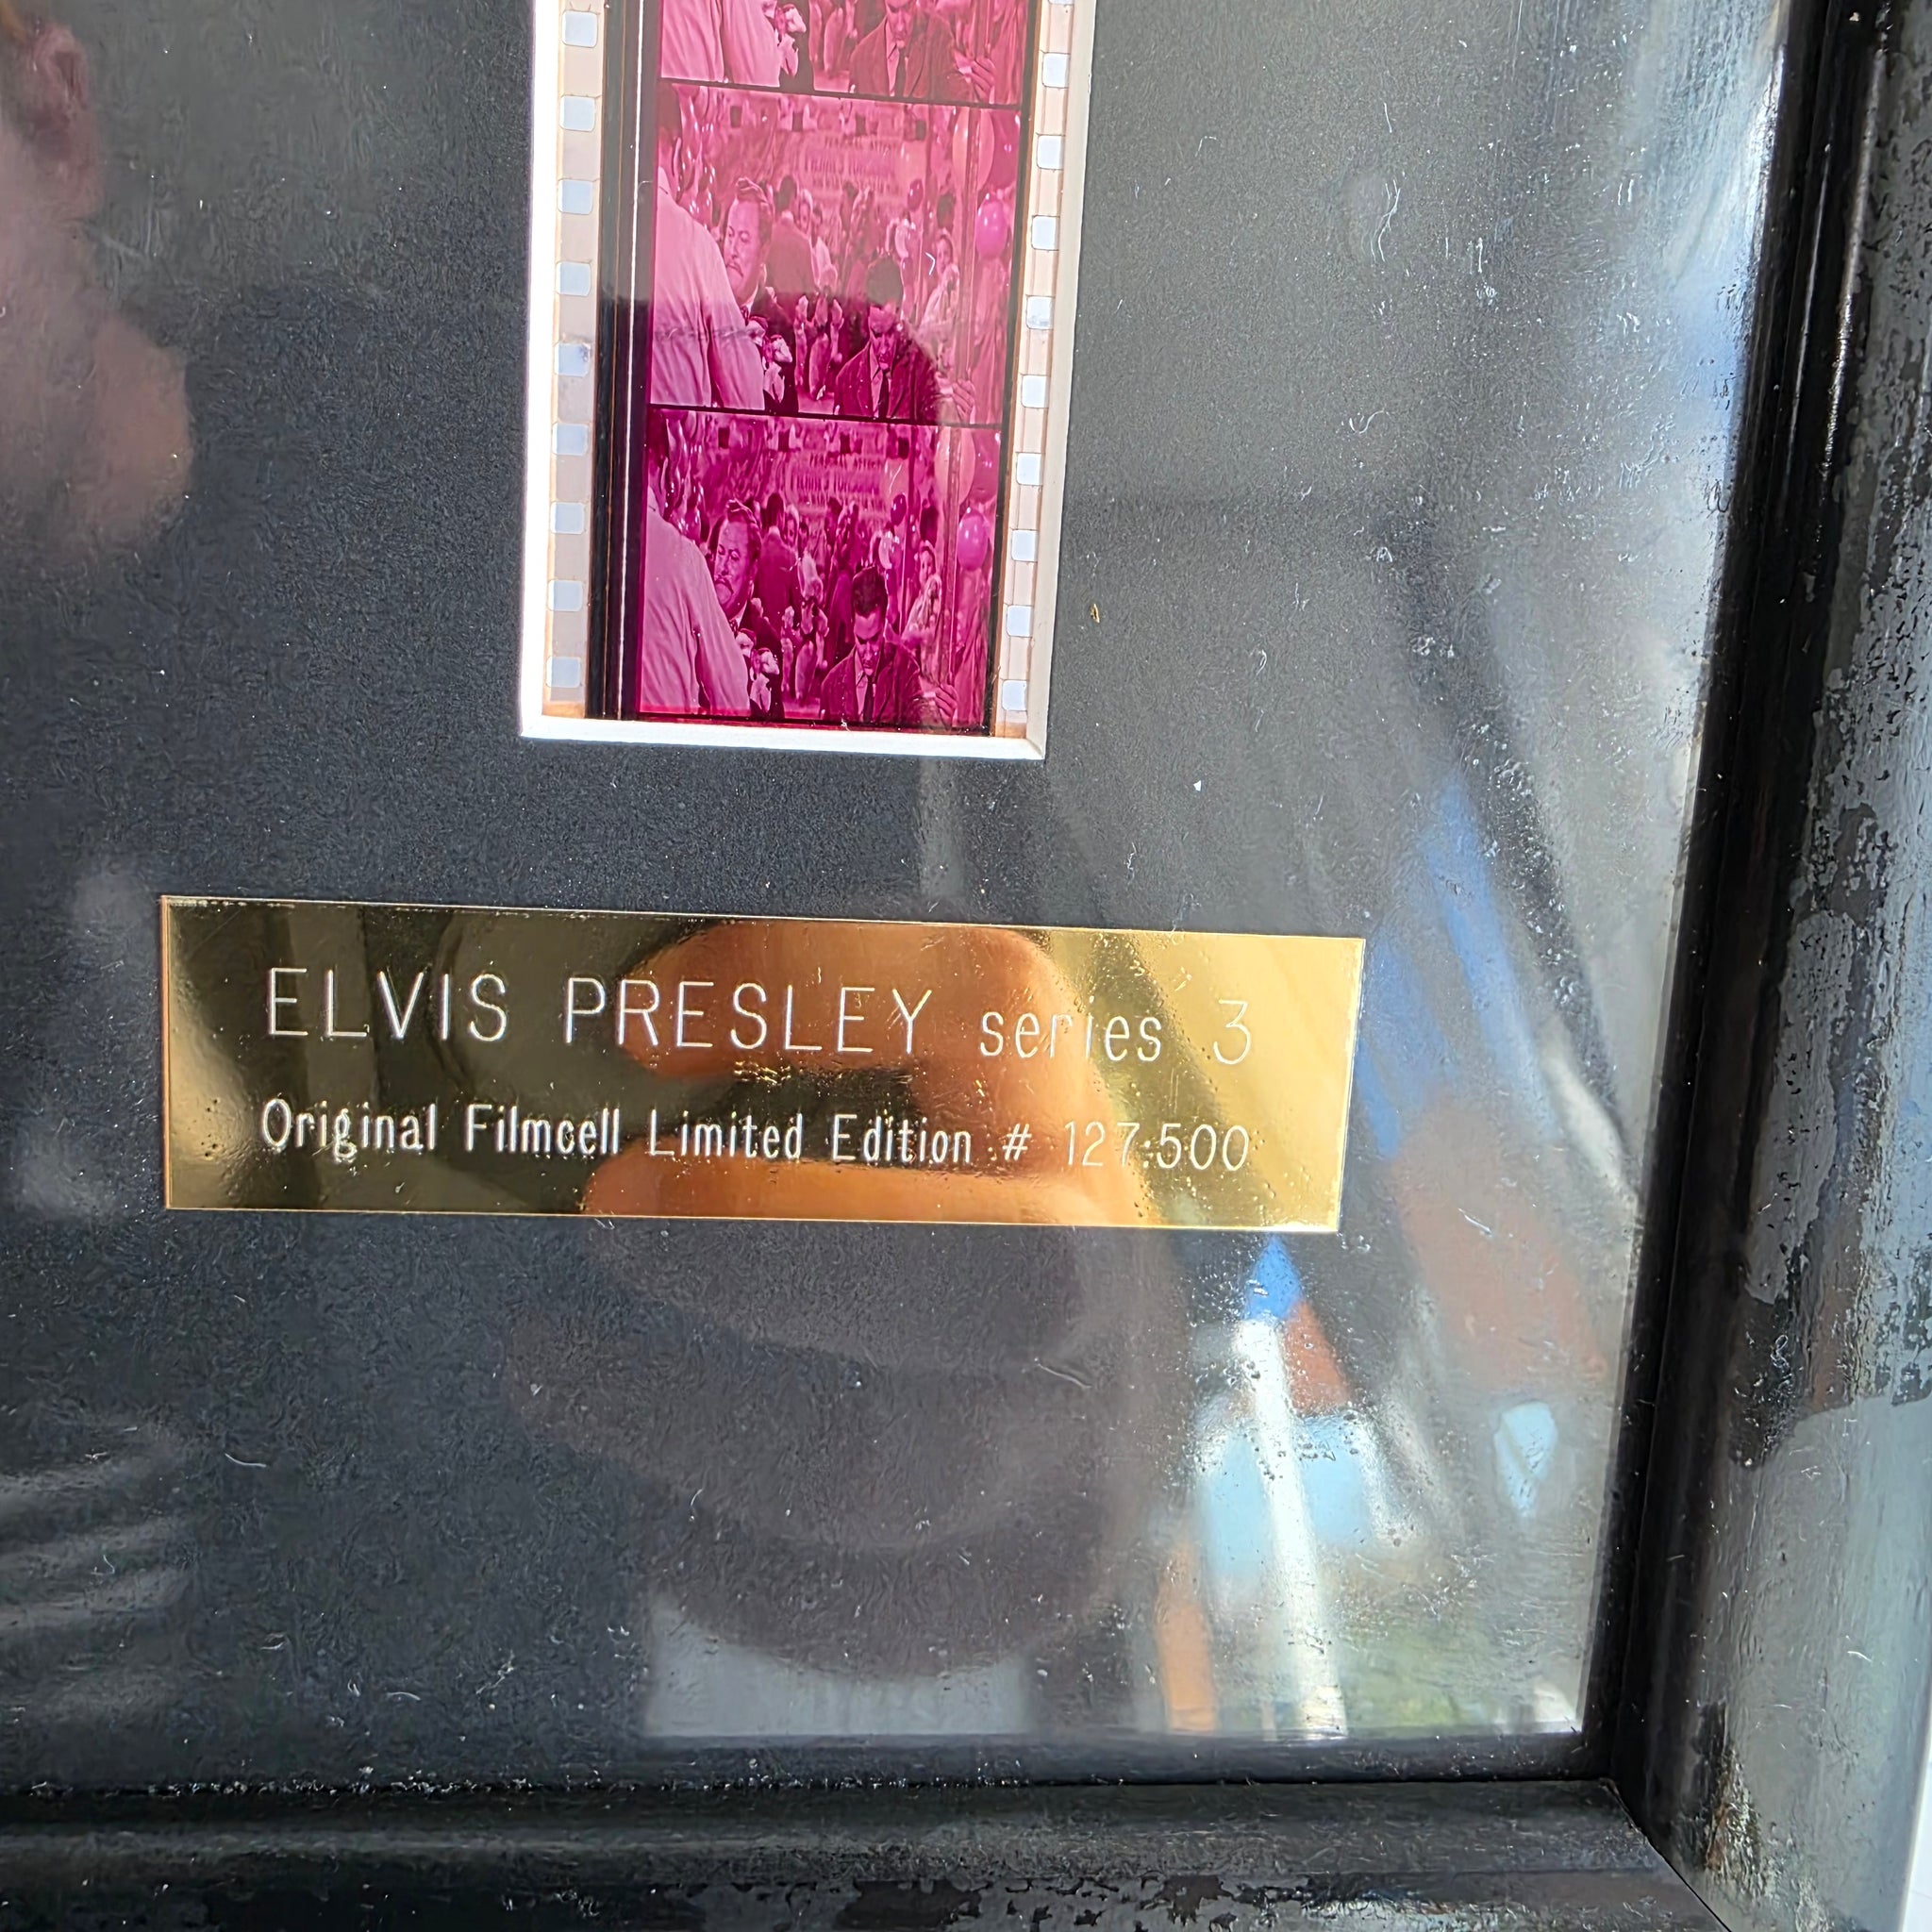 ELVIS PRESLEY series 3
Original Filmcell Limited Edition # 127:500